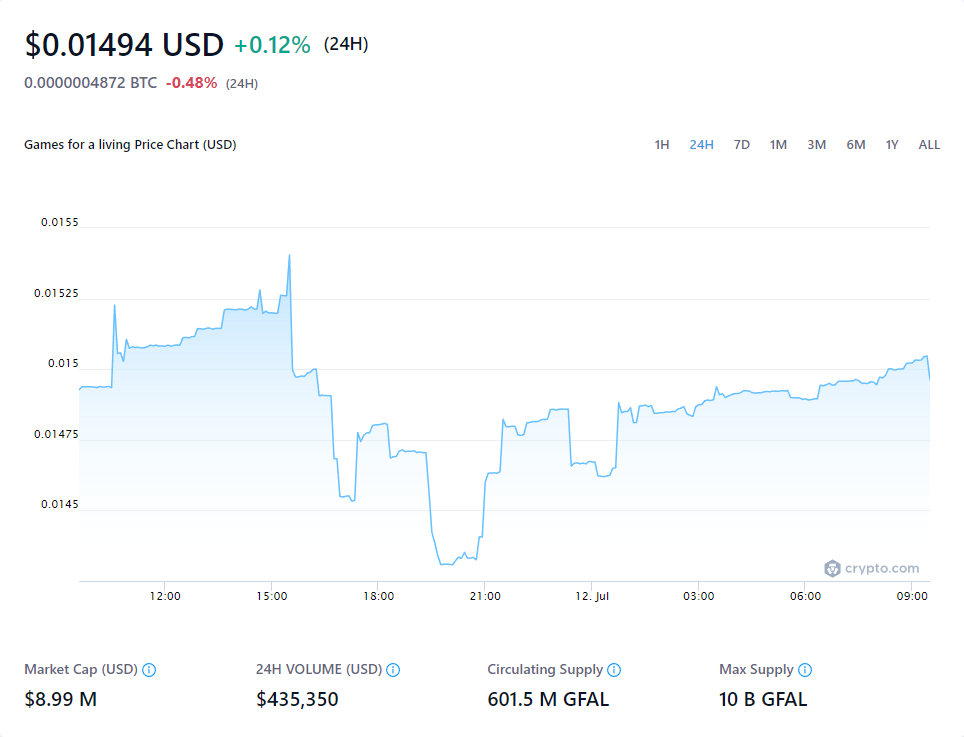 $0.01494 USD +0.12% (24H)
0.0000004872 BTC -0.48% (24H)
Games for a living Price Chart (USD)
1H 24H 7D 1M 3M 6M 1Y ALL
0.0155
0.01525
0.015
0.01475
0.0145
crypto.com
12:00 15:00 18:00 21:00 12. Jul 03:00 06:00 09:00
Market Cap (USD) 24H VOLUME (USD) Circulating Supply Max Supply
$8.99 M $435,350 601.5 M GFAL 10 B GFAL